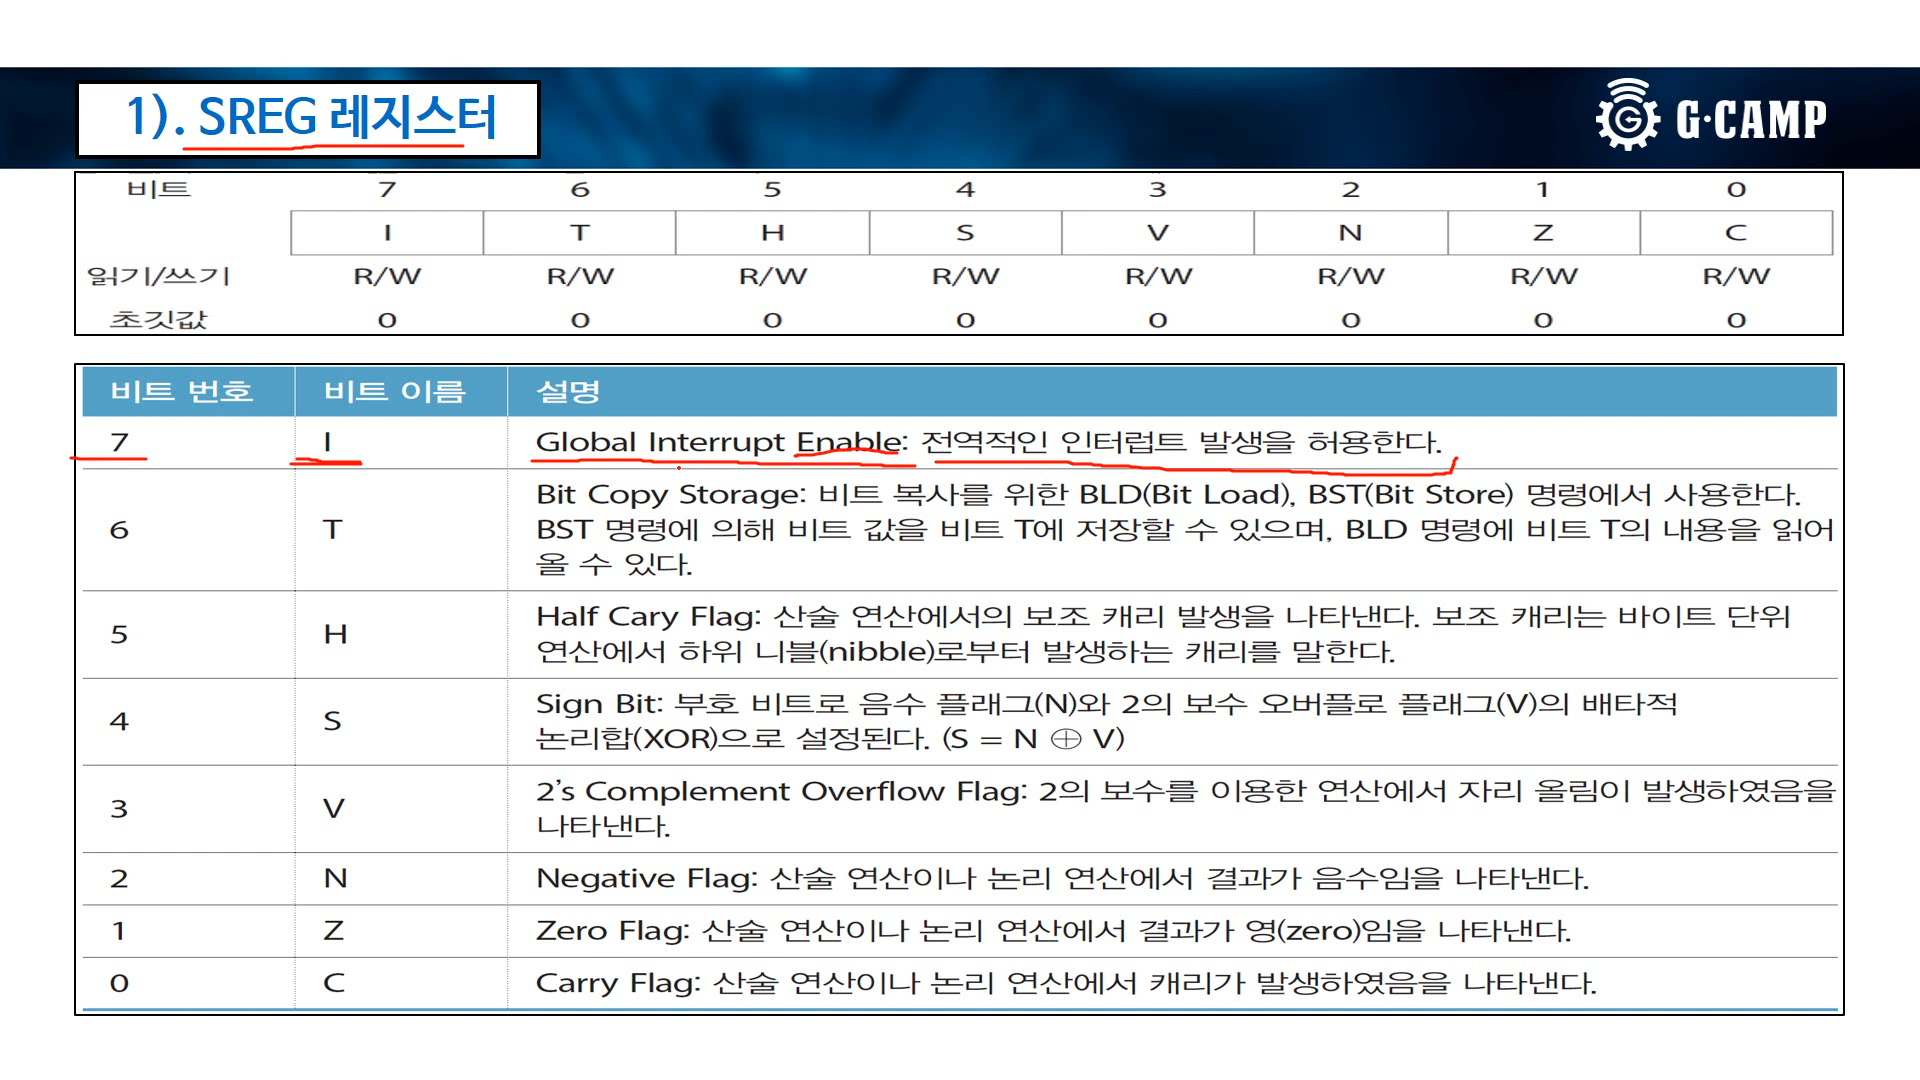 1). SREG 레지스터
G·CAMP
비트 7 6 5 4 3 2 1 0
I T H S V N Z C
읽기/쓰기 R/W R/W R/W R/W R/W R/W R/W R/W
초깃값 0 0 0 0 0 0 0 0
비트 번호 비트 이름 설명
7 I Global Interrupt Enable: 전역적인 인터럽트 발생을 허용한다.
6 T Bit Copy Storage: 비트 복사를 위한 BLD(Bit Load), BST(Bit Store) 명령에서 사용한다.
BST 명령에 의해 비트 값을 비트 T에 저장할 수 있으며, BLD 명령에 비트 T의 내용을 읽어
올 수 있다.
5 H Half Cary Flag: 산술 연산에서의 보조 캐리 발생을 나타낸다. 보조 캐리는 바이트 단위
연산에서 하위 니블(nibble)로부터 발생하는 캐리를 말한다.
4 S Sign Bit: 부호 비트로 음수 플래그(N)와 2의 보수 오버플로 플래그(V)의 배타적
논리합(XOR)으로 설정된다. (S = N ⊕ V)
3 V 2’s Complement Overflow Flag: 2의 보수를 이용한 연산에서 자리 올림이 발생하였음을
나타낸다.
2 N Negative Flag: 산술 연산이나 논리 연산에서 결과가 음수임을 나타낸다.
1 Z Zero Flag: 산술 연산이나 논리 연산에서 결과가 영(zero)임을 나타낸다.
0 C Carry Flag: 산술 연산이나 논리 연산에서 캐리가 발생하였음을 나타낸다.